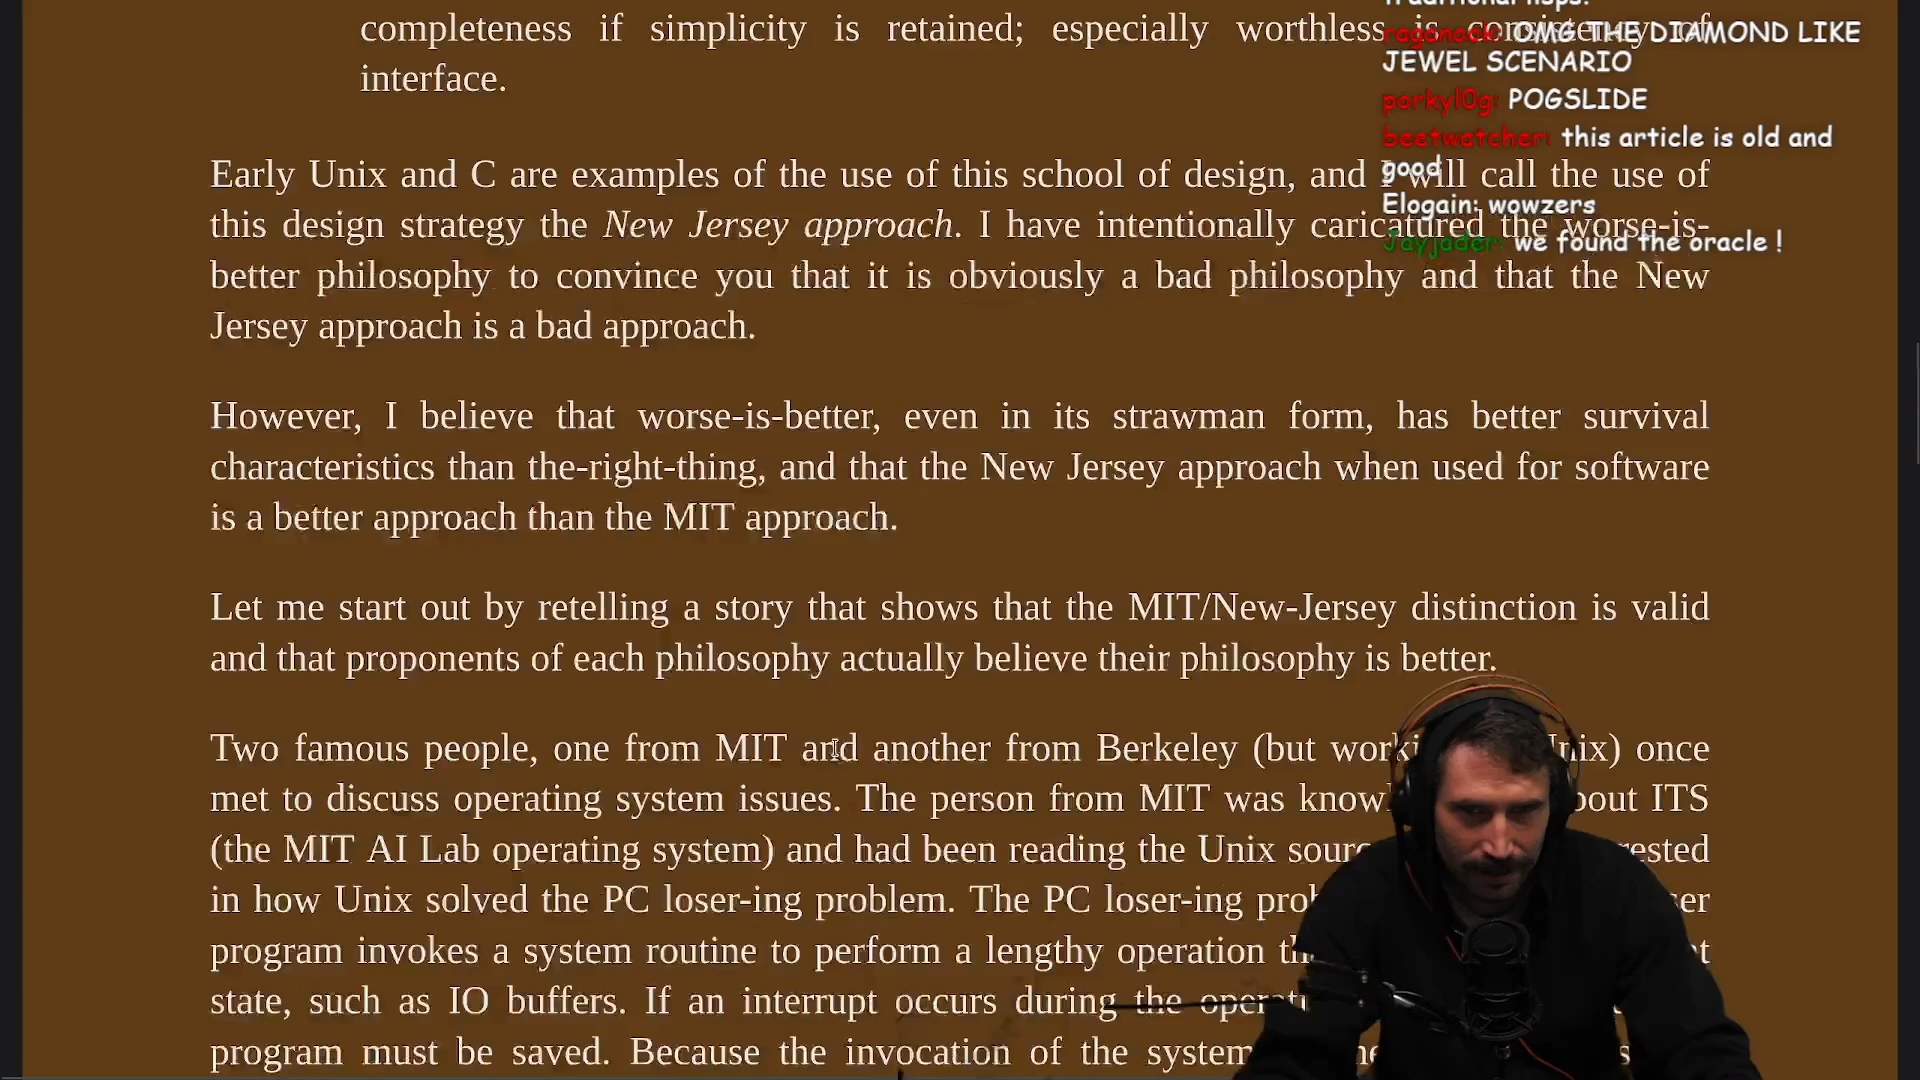 completeness if simplicity is retained; especially worthless is consistency of
interface.
Early Unix and C are examples of the use of this school of design, and I will call the use of
this design strategy the New Jersey approach. I have intentionally caricatured the worse-is-
better philosophy to convince you that it is obviously a bad philosophy and that the New
Jersey approach is a bad approach.
However, I believe that worse-is-better, even in its strawman form, has better survival
characteristics than the-right-thing, and that the New Jersey approach when used for software
is a better approach than the MIT approach.
Let me start out by retelling a story that shows that the MIT/New-Jersey distinction is valid
and that proponents of each philosophy actually believe their philosophy is better.
Two famous people, one from MIT and another from Berkeley (but once
met to discuss operating system issues. The person from MIT was ITS
(the MIT AI Lab operating system) and had been reading the Unix
in how Unix solved the PC loser-ing problem. The PC loser-ing
program invokes a system routine to perform a lengthy operation
state, such as IO buffers. If an interrupt occurs during the
program must be saved. Because the invocation of the system
OMG THE DIAMOND LIKE
JEWEL SCENARIO
porkyl0g: POGSLIDE
beetwatcher: this article is old and
good
Elogain: wowzers
Jayjader: we found the oracle !